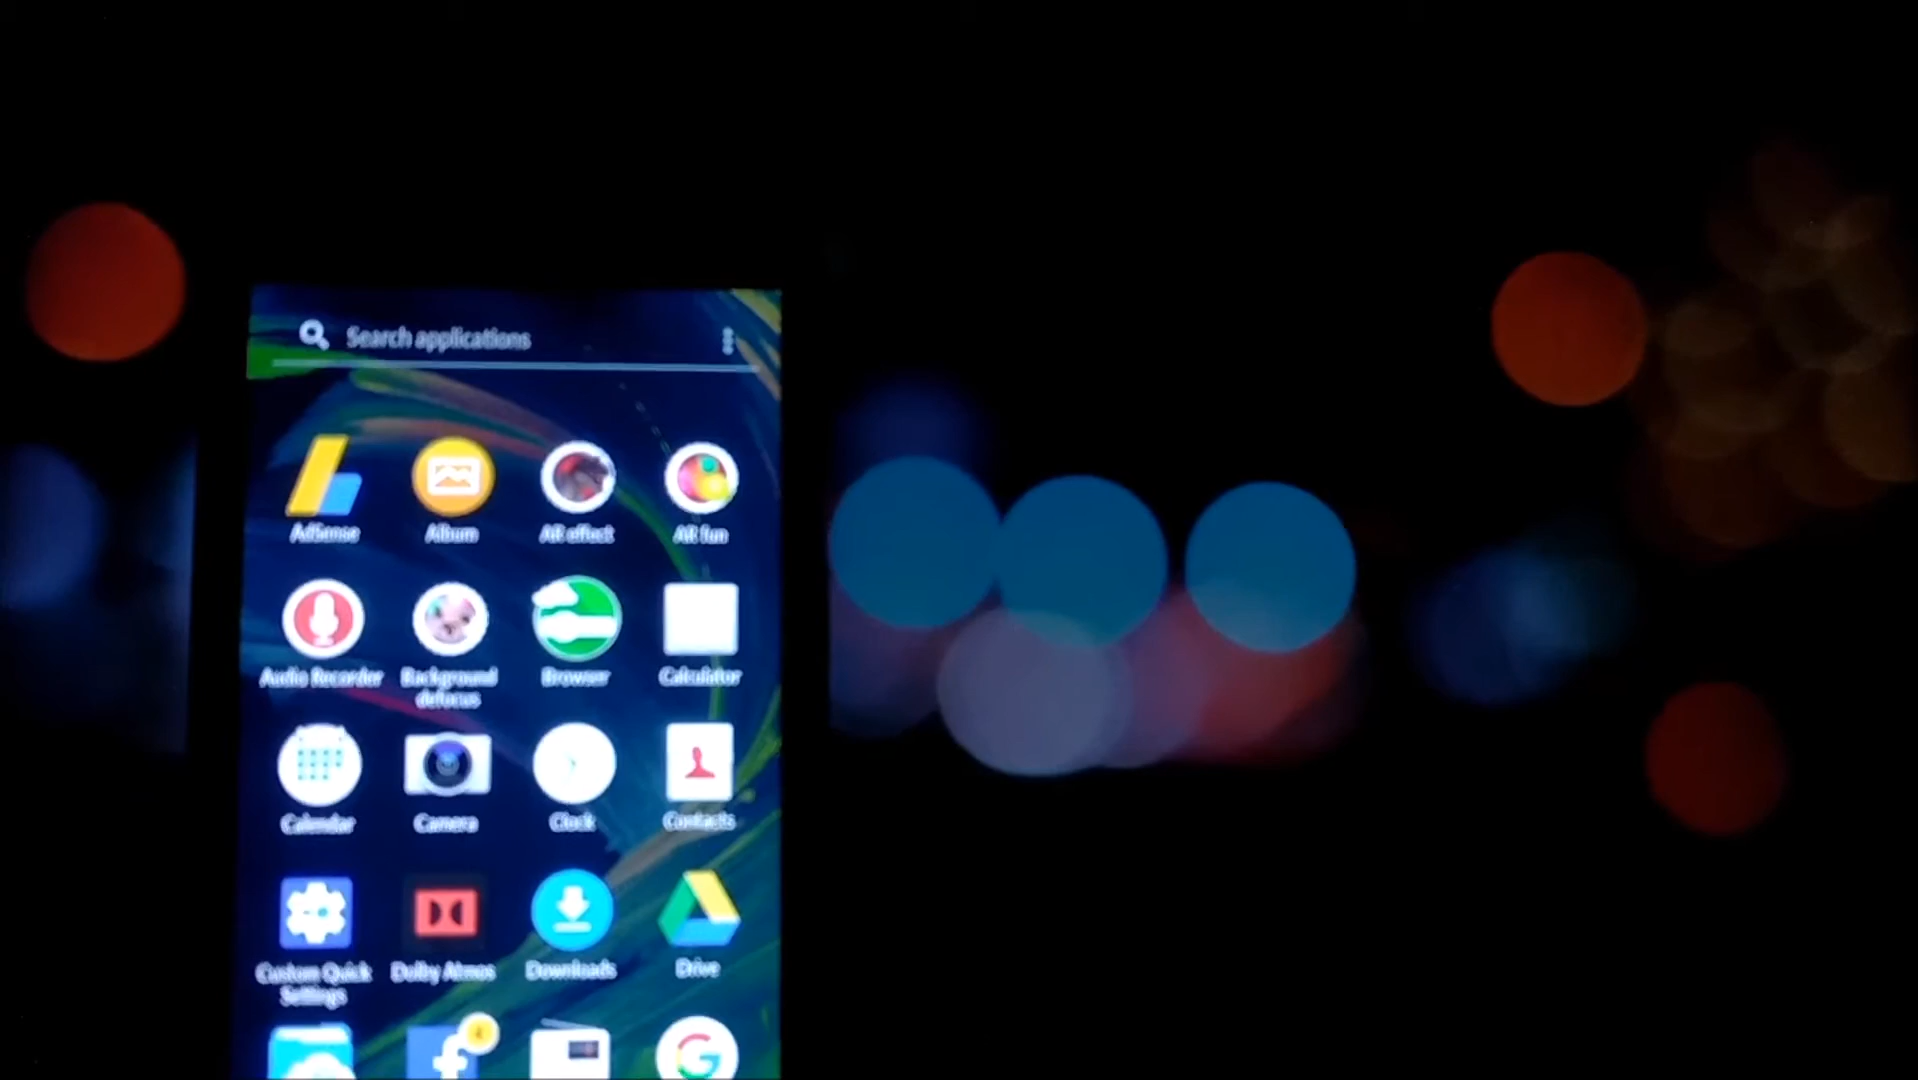 Search applications
AdSense
Album
AR effect
AR fun
Audio Recorder
Background
defocus
Browser
Calculator
Calendar
Camera
Clock
Contacts
Custom Quick
Settings
Dolby Atmos
Downloads
Drive